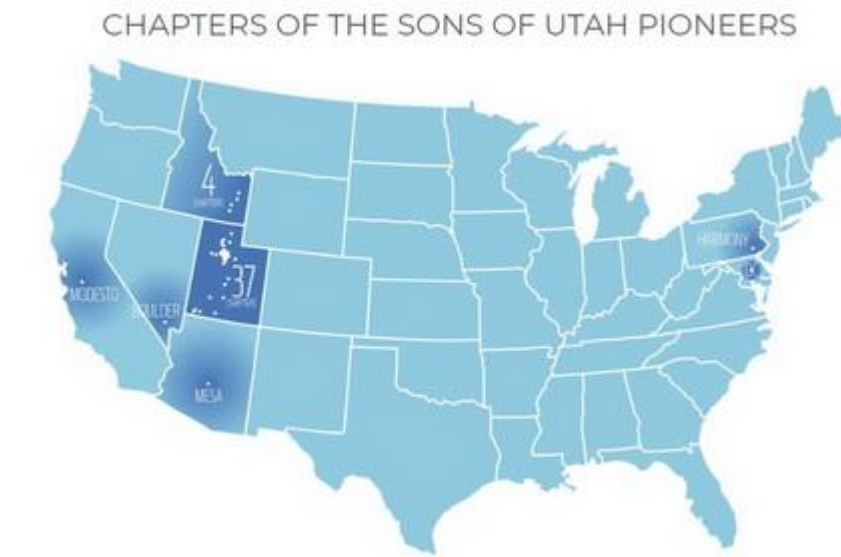 CHAPTERS OF THE SONS OF UTAH PIONEERS
4
CHAPTERS
37
CHAPTERS
HARMONY
MODESTO
BOULDER
MESA